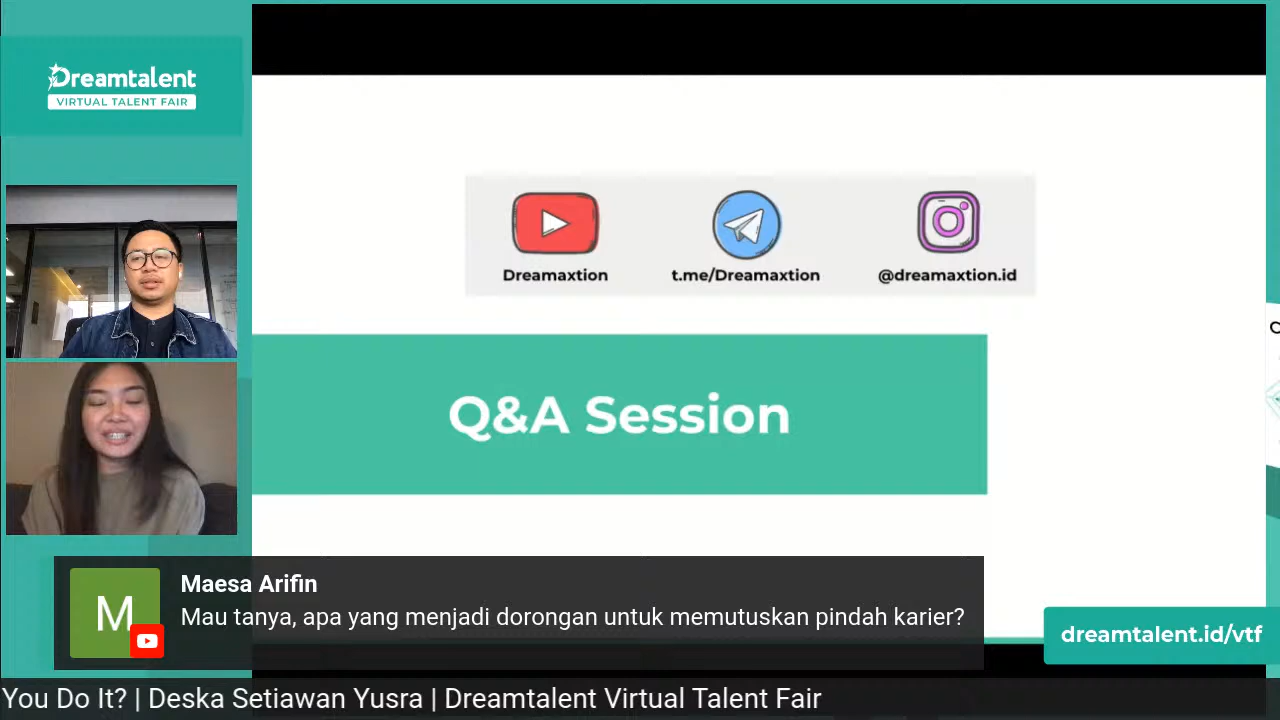 Dreamtalent
VIRTUAL TALENT FAIR
Dreamaxtion
t.me/Dreamaxtion
@dreamaxtion.id
Q&A Session
M
Maesa Arifin
Mau tanya, apa yang menjadi dorongan untuk memutuskan pindah karier?
dreamtalent.id/vtf
You Do It? | Deska Setiawan Yusra | Dreamtalent Virtual Talent Fair